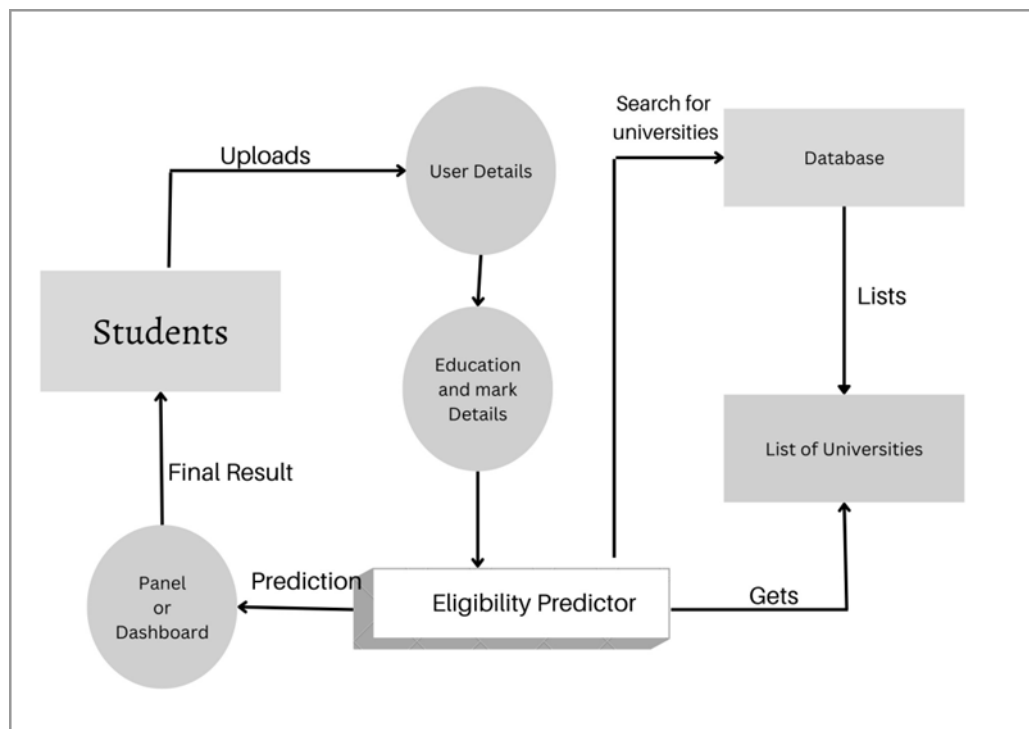 Search for
universities
Uploads
User Details
Database
Students
Lists
Education
and mark
Details
List of Universities
Final Result
Panel
or
Dashboard
Prediction
Eligibility Predictor
Gets